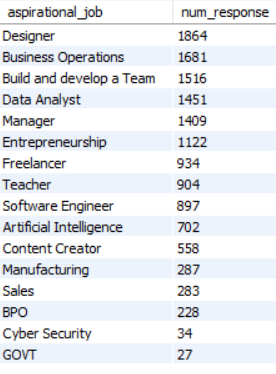 aspirational_job num_response
Designer 1864
Business Operations 1681
Build and develop a Team 1516
Data Analyst 1451
Manager 1409
Entrepreneurship 1122
Freelancer 934
Teacher 904
Software Engineer 897
Artificial Intelligence 702
Content Creator 558
Manufacturing 287
Sales 283
BPO 228
Cyber Security 34
GOVT 27